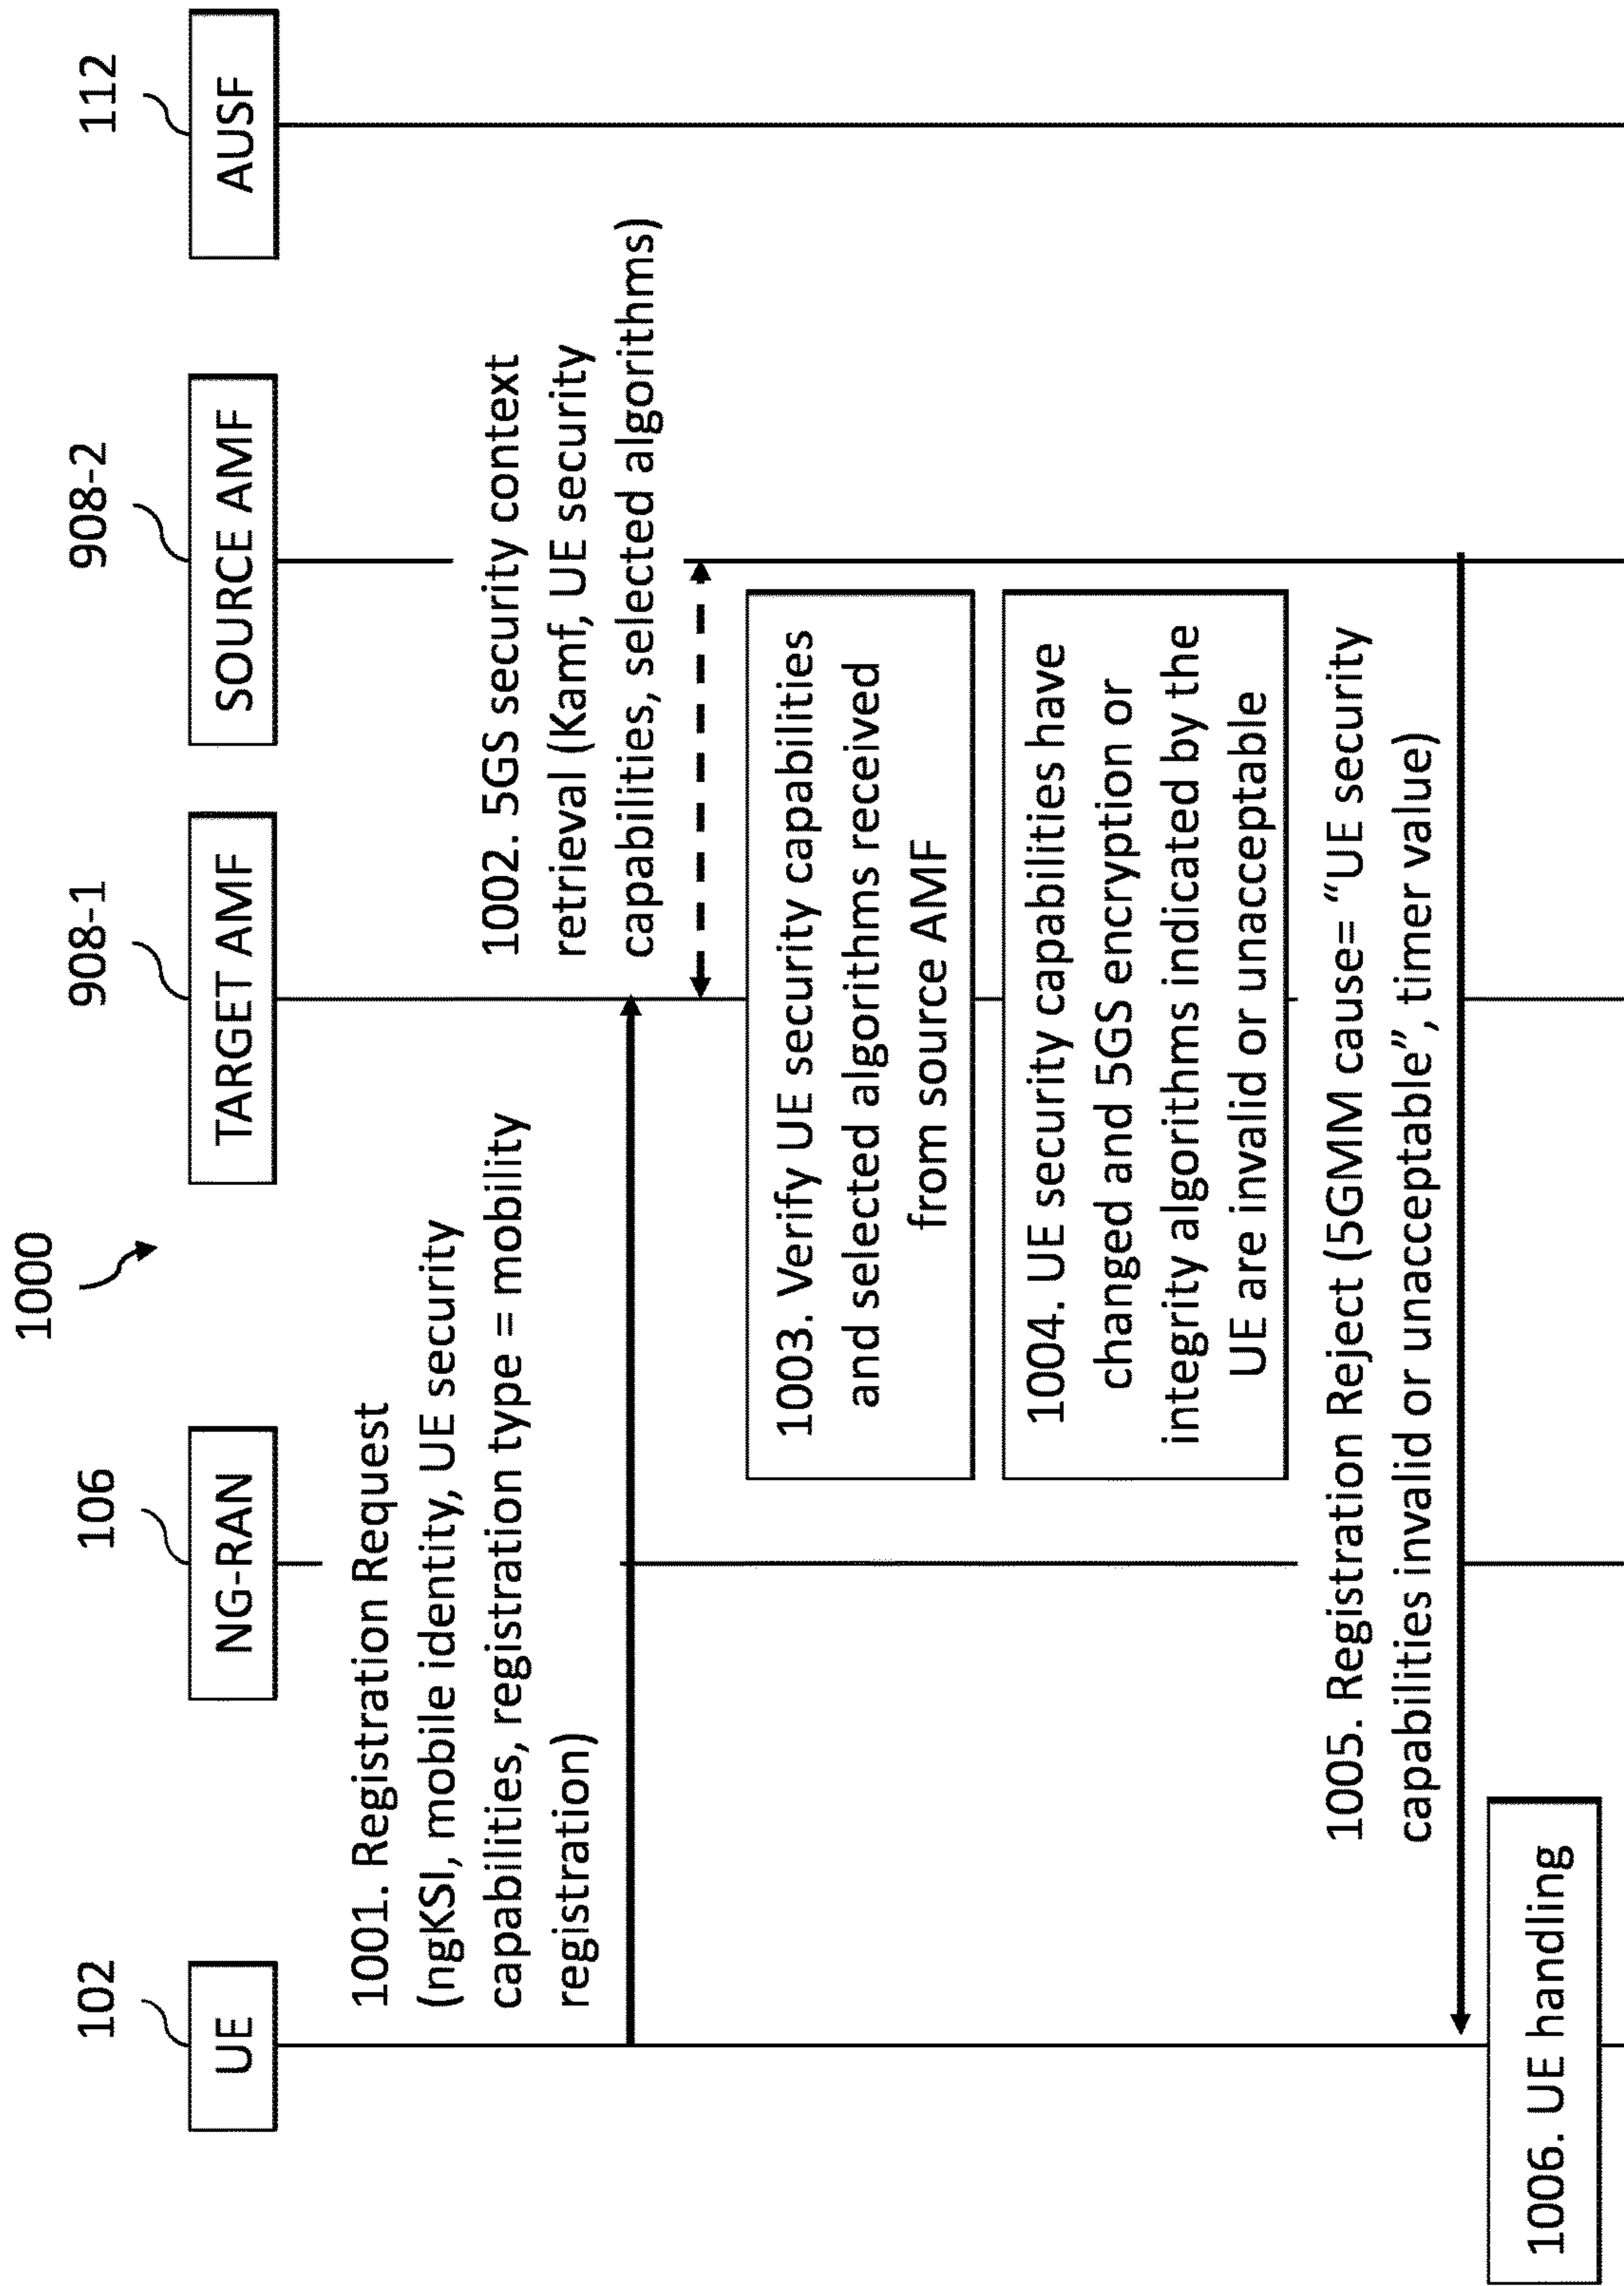 1000
102
106
908-1
908-2
112
UE
NG-RAN
TARGET AMF
SOURCE AMF
AUSF
1001. Registration Request
(ngKSI, mobile identity, UE security
capabilities, registration type = mobility
registration)
1002. 5GS security context
retrieval (Kamf, UE security
capabilities, selected algorithms)
1003. Verify UE security capabilities
and selected algorithms received
from source AMF
1004. UE security capabilities have
changed and 5GS encryption or
integrity algorithms indicated by the
UE are invalid or unacceptable
1005. Registration Reject (5GMM cause= “UE security
capabilities invalid or unacceptable”, timer value)
1006. UE handling